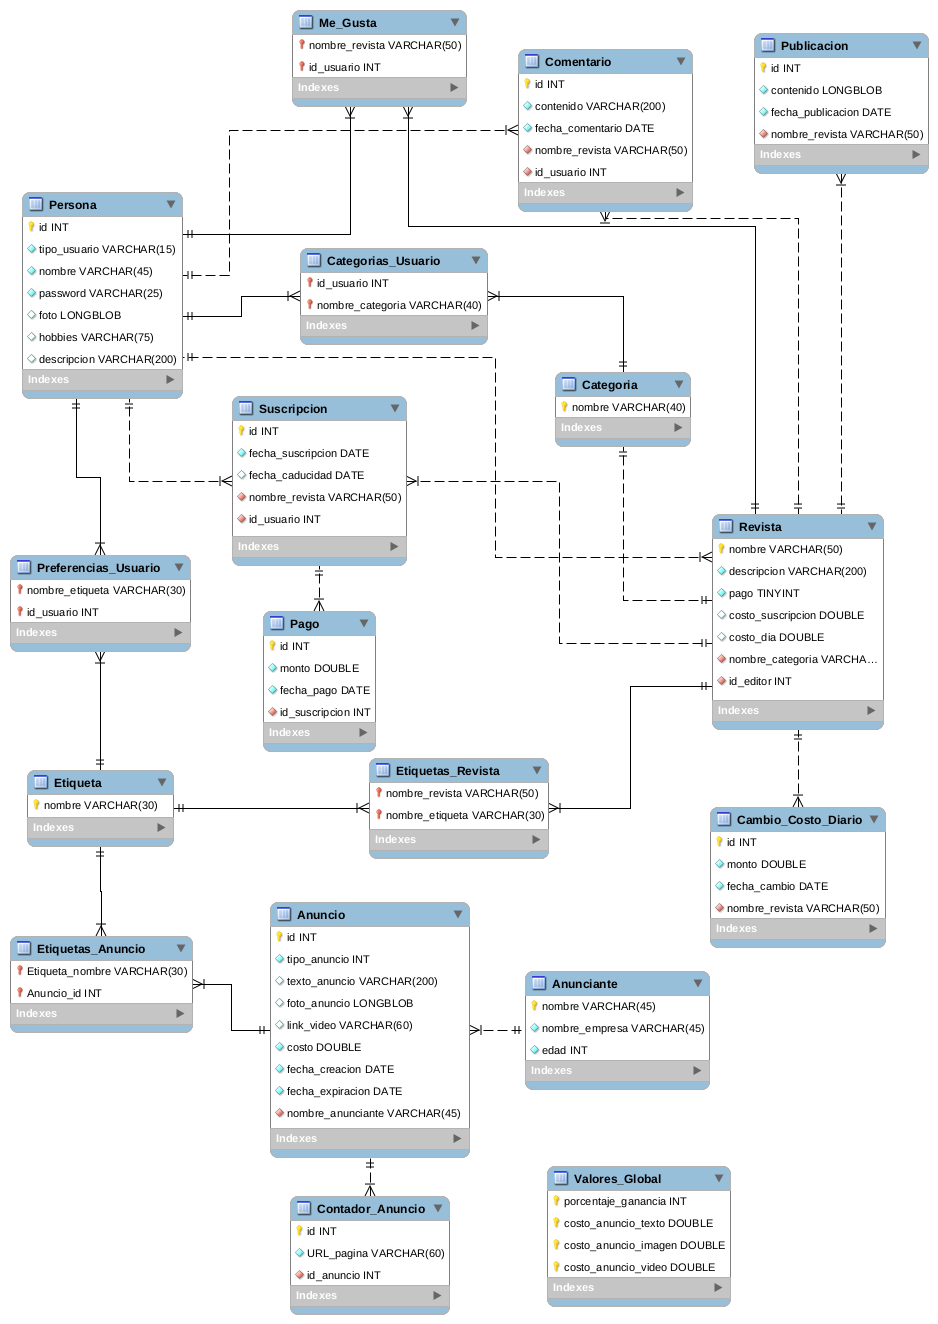 Me_Gusta
nombre_revista VARCHAR(50)
id_usuario INT
Indexes
Comentario
id INT
contenido VARCHAR(200)
fecha_comentario DATE
nombre_revista VARCHAR(50)
id_usuario INT
Indexes
Publicacion
id INT
contenido LONGBLOB
fecha_publicacion DATE
nombre_revista VARCHAR(50)
Indexes
Persona
id INT
tipo_usuario VARCHAR(15)
nombre VARCHAR(45)
password VARCHAR(25)
foto LONGBLOB
hobbies VARCHAR(75)
descripcion VARCHAR(200)
Indexes
Categorias_Usuario
id_usuario INT
nombre_categoria VARCHAR(40)
Indexes
Categoria
nombre VARCHAR(40)
Indexes
Suscripcion
id INT
fecha_suscripcion DATE
fecha_caducidad DATE
nombre_revista VARCHAR(50)
id_usuario INT
Indexes
Revista
nombre VARCHAR(50)
descripcion VARCHAR(200)
pago TINYINT
costo_suscripcion DOUBLE
costo_dia DOUBLE
nombre_categoria VARCHA...
id_editor INT
Indexes
Preferencias_Usuario
nombre_etiqueta VARCHAR(30)
id_usuario INT
Indexes
Pago
id INT
monto DOUBLE
fecha_pago DATE
id_suscripcion INT
Indexes
Etiqueta
nombre VARCHAR(30)
Indexes
Etiquetas_Revista
nombre_revista VARCHAR(50)
nombre_etiqueta VARCHAR(30)
Indexes
Cambio_Costo_Diario
id INT
monto DOUBLE
fecha_cambio DATE
nombre_revista VARCHAR(50)
Indexes
Etiquetas_Anuncio
Etiqueta_nombre VARCHAR(30)
Anuncio_id INT
Indexes
Anuncio
id INT
tipo_anuncio INT
texto_anuncio VARCHAR(200)
foto_anuncio LONGBLOB
link_video VARCHAR(60)
costo DOUBLE
fecha_creacion DATE
fecha_expiracion DATE
nombre_anunciante VARCHAR(45)
Indexes
Anunciante
nombre VARCHAR(45)
nombre_empresa VARCHAR(45)
edad INT
Indexes
Contador_Anuncio
id INT
URL_pagina VARCHAR(60)
id_anuncio INT
Indexes
Valores_Global
porcentaje_ganancia INT
costo_anuncio_texto DOUBLE
costo_anuncio_imagen DOUBLE
costo_anuncio_video DOUBLE
Indexes